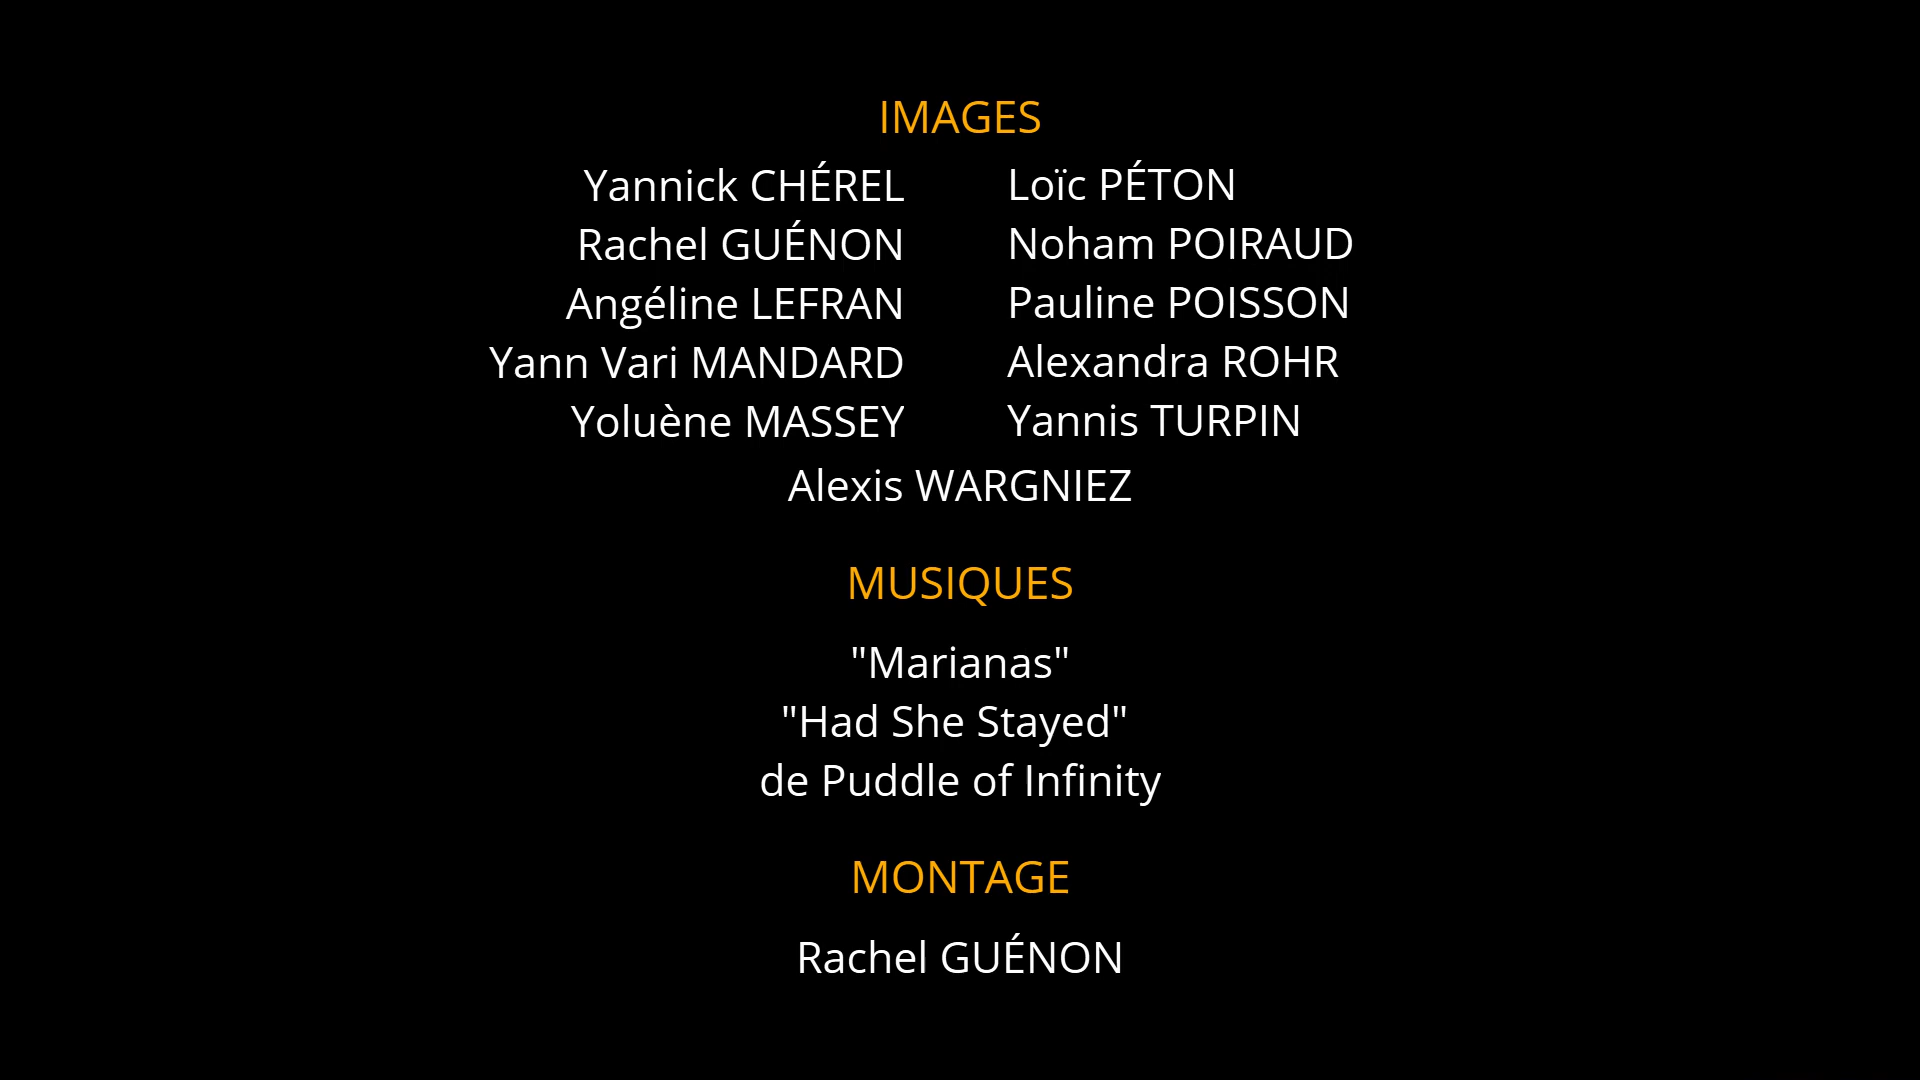 IMAGES
Yannick CHÉREL
Rachel GUÉNON
Angéline LEFRAN
Yann Vari MANDARD
Yoluène MASSEY
Loïc PÉTON
Noham POIRAUD
Pauline POISSON
Alexandra ROHR
Yannis TURPIN
Alexis WARGNIEZ
MUSIQUES
"Marianas"
"Had She Stayed"
de Puddle of Infinity
MONTAGE
Rachel GUÉNON